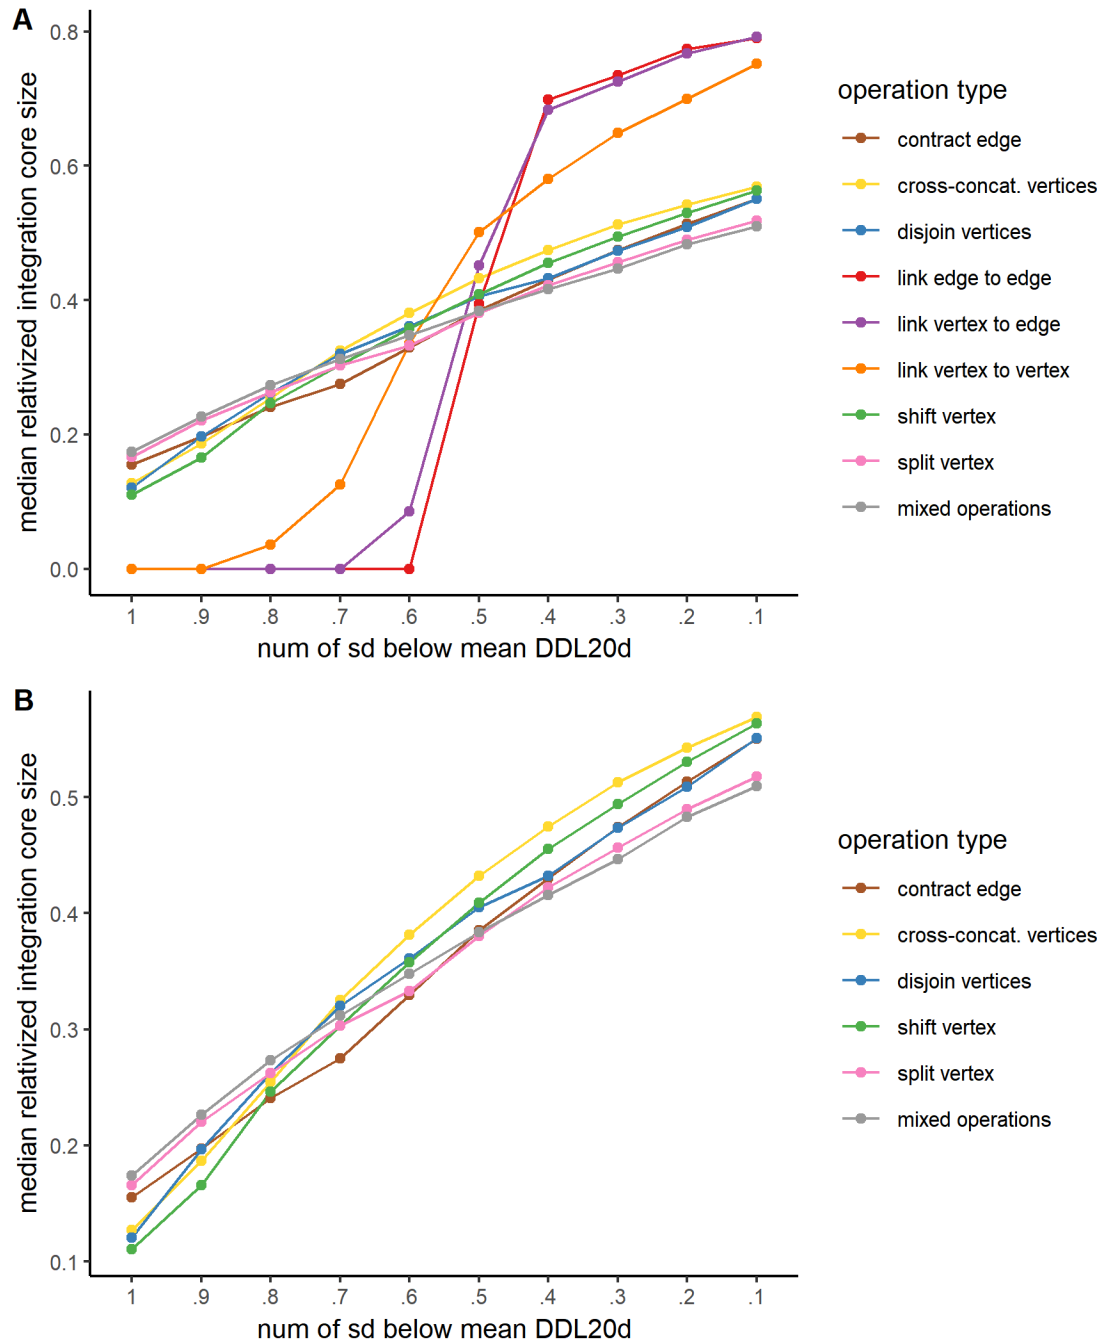 A
median relativized integration core size
0.8
0.6
0.4
0.2
0.0
1 .9 .8 .7 .6 .5 .4 .3 .2 .1
num of sd below mean DDL20d
operation type
contract edge
cross-concat. vertices
disjoin vertices
link edge to edge
link vertex to edge
link vertex to vertex
shift vertex
split vertex
mixed operations
B
median relativized integration core size
0.5
0.4
0.3
0.2
0.1
1 .9 .8 .7 .6 .5 .4 .3 .2 .1
num of sd below mean DDL20d
operation type
contract edge
cross-concat. vertices
disjoin vertices
shift vertex
split vertex
mixed operations